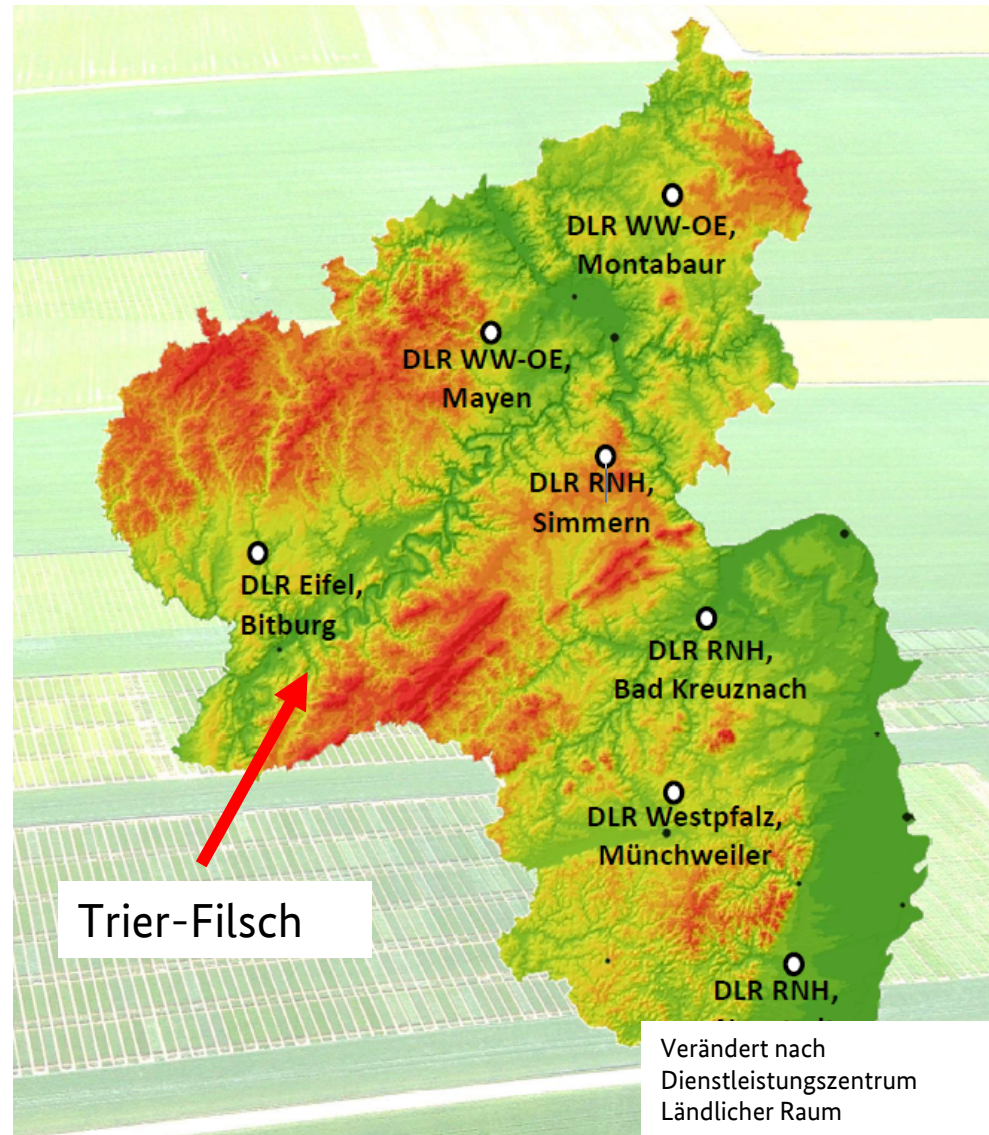 DLR WW-OE,
Montabaur
DLR WW-OE,
Mayen
DLR RNH,
Simmern
DLR Eifel,
Bitburg
DLR RNH,
Bad Kreuznach
DLR Westpfalz,
Münchweiler
Trier-Filsch
DLR RNH,
Verändert nach
Dienstleistungszentrum
Ländlicher Raum